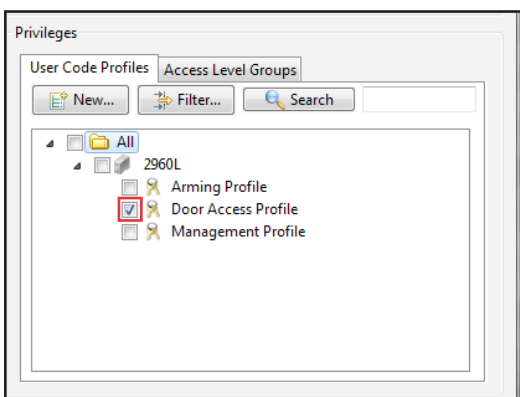 Privileges
User Code Profiles Access Level Groups
New... Filter... Search
All
2960L
Arming Profile
Door Access Profile
Management Profile